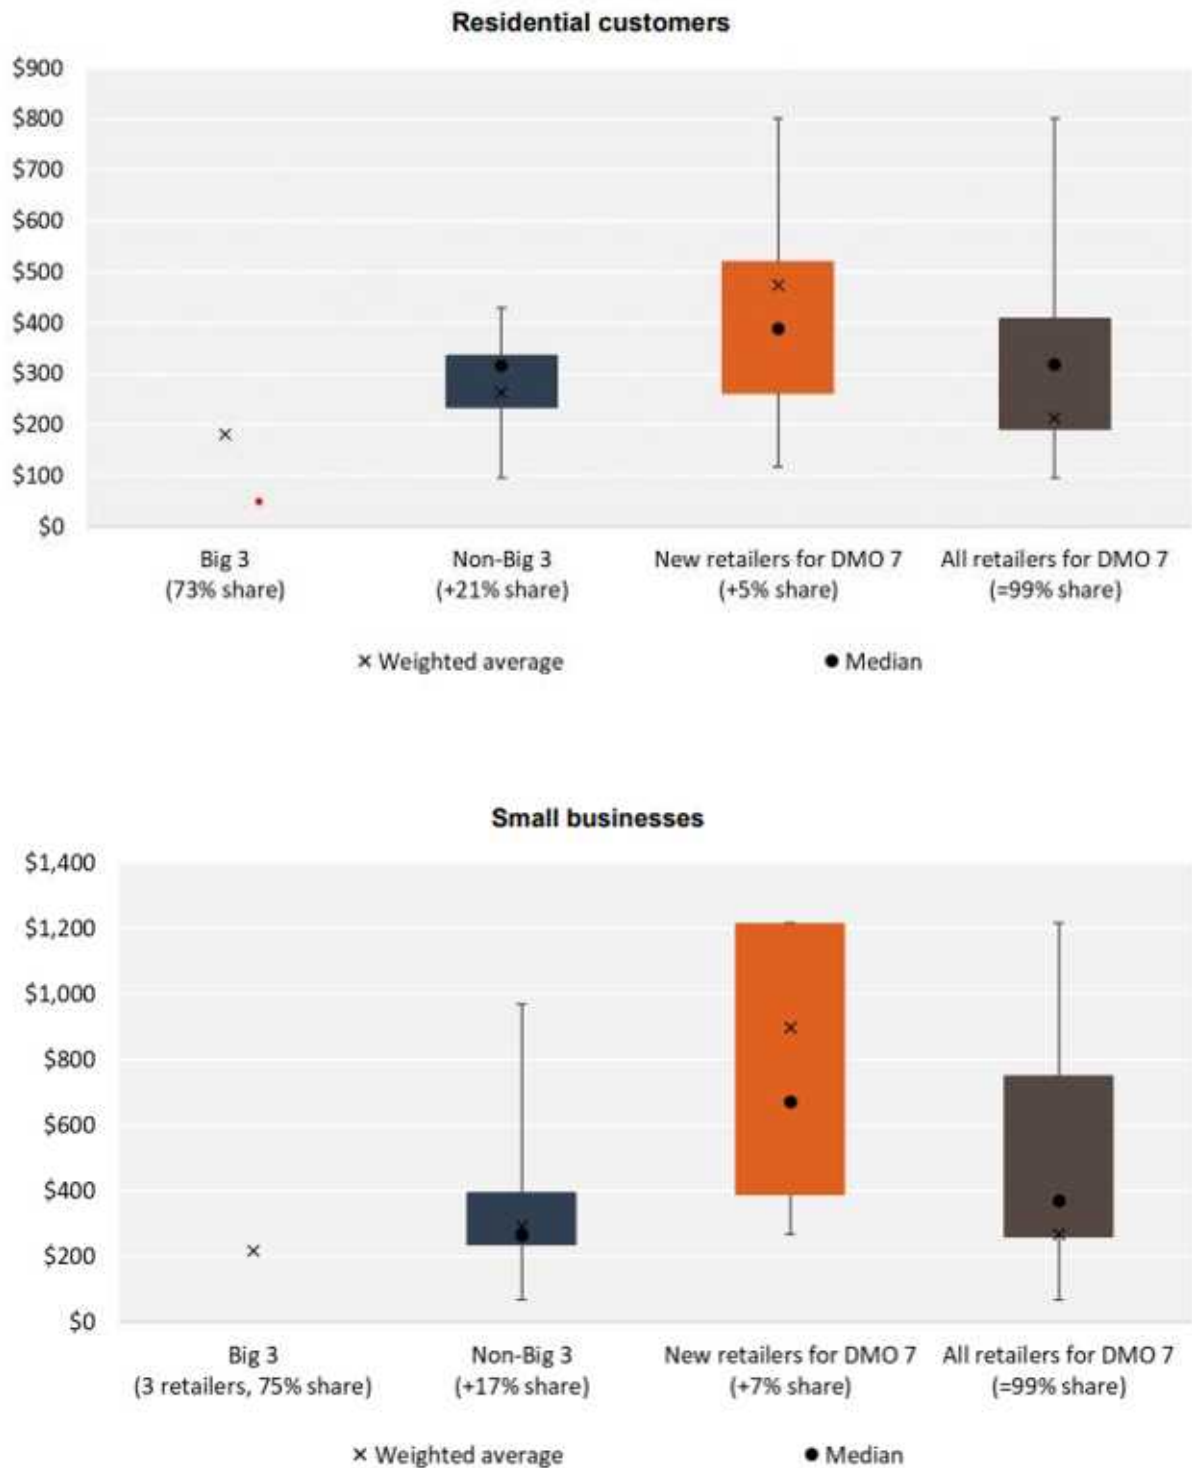 Residential customers
$900
$800
$700
$600
$500
$400
$300
$200
$100
$0
Big 3
(73% share)
Non-Big 3
(+21% share)
New retailers for DMO 7
(+5% share)
All retailers for DMO 7
(=99% share)
× Weighted average
● Median
Small businesses
$1,400
$1,200
$1,000
$800
$600
$400
$200
$0
Big 3
(3 retailers, 75% share)
Non-Big 3
(+17% share)
New retailers for DMO 7
(+7% share)
All retailers for DMO 7
(=99% share)
× Weighted average
● Median